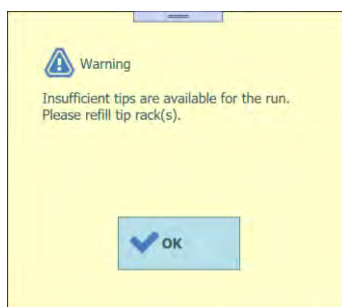 Warning
Insufficient tips are available for the run.
Please refill tip rack(s).
OK